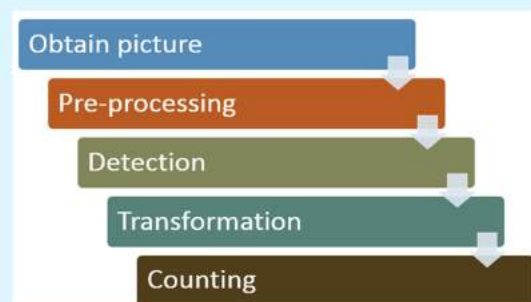 Obtain picture
Pre-processing
Detection
Transformation
Counting